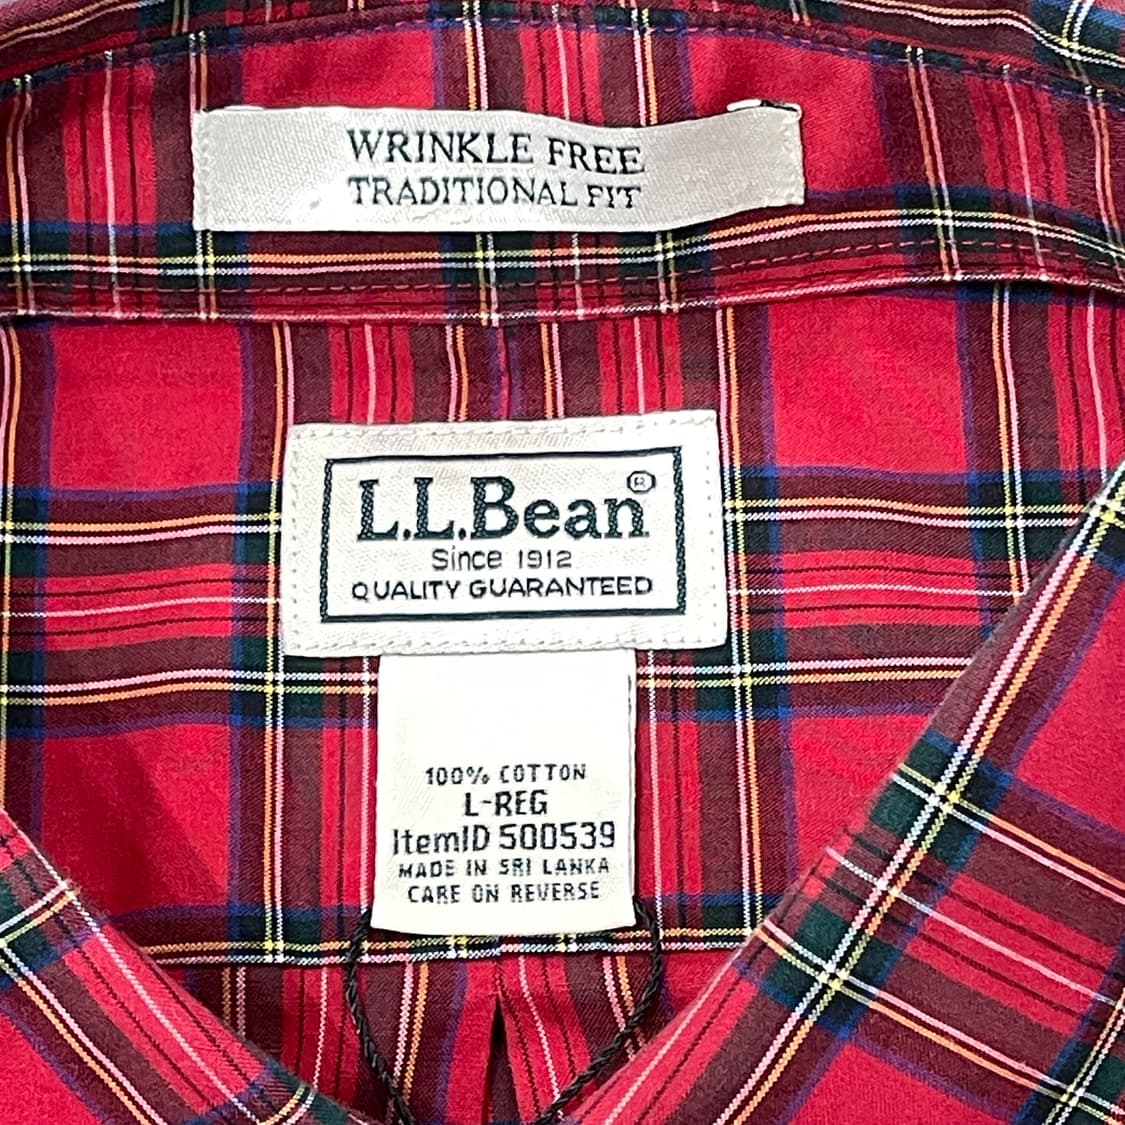 WRINKLE FREE
TRADITIONAL FIT
L.L.Bean®
Since 1912
QUALITY GUARANTEED
100% COTTON
L-REG
ItemID 500539
MADE IN SRI LANKA
CARE ON REVERSE